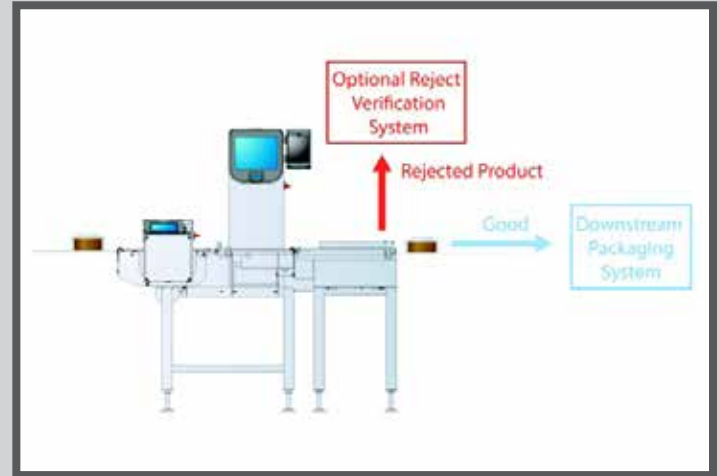 Optional Reject
Verification
System
Rejected Product
Good
Downstream
Packaging
System